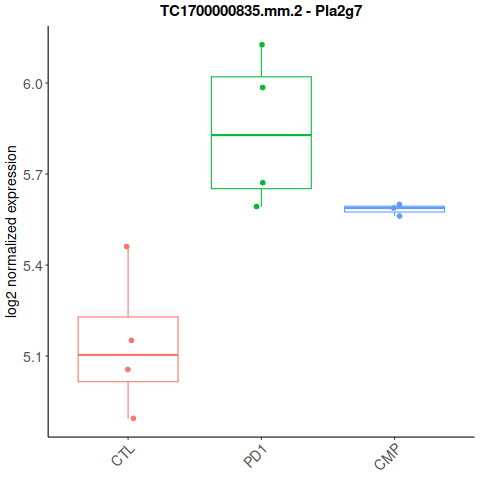 TC1700000835.mm.2 - Pla2g7
log2 normalized expression
6.0
5.7
5.4
5.1
CTL
PD1
CMP